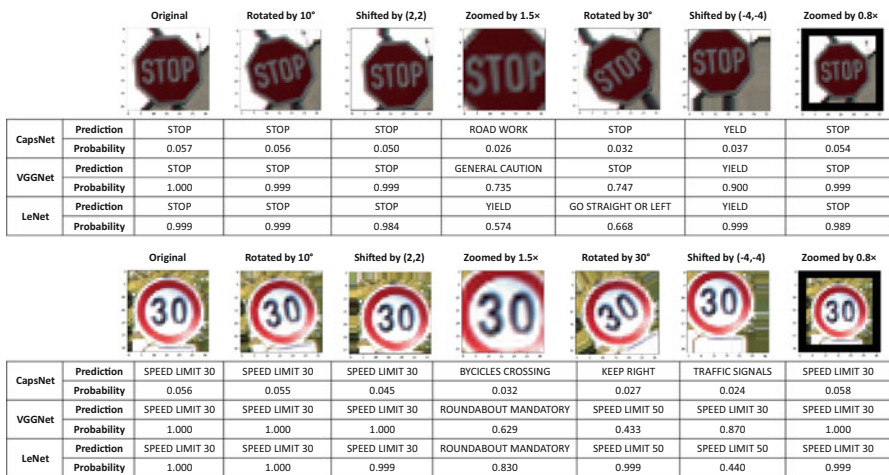 Original Rotated by 10° Shifted by (2,2) Zoomed by 1.5× Rotated by 30° Shifted by (-4,-4) Zoomed by 0.8×
STOP STOP STOP STOP STOP STOP STOP
CapsNet Prediction STOP STOP STOP ROAD WORK STOP YELD STOP
Probability 0.057 0.056 0.050 0.026 0.032 0.037 0.054
VGGNet Prediction STOP STOP STOP GENERAL CAUTION STOP YIELD STOP
Probability 1.000 0.999 0.999 0.735 0.747 0.900 0.999
LeNet Prediction STOP STOP STOP YIELD GO STRAIGHT OR LEFT YIELD STOP
Probability 0.999 0.999 0.984 0.574 0.668 0.999 0.989
Original Rotated by 10° Shifted by (2,2) Zoomed by 1.5× Rotated by 30° Shifted by (-4,-4) Zoomed by 0.8×
30 30 30 30 30 30 30
CapsNet Prediction SPEED LIMIT 30 SPEED LIMIT 30 SPEED LIMIT 30 BYCICLES CROSSING KEEP RIGHT TRAFFIC SIGNALS SPEED LIMIT 30
Probability 0.056 0.055 0.045 0.032 0.027 0.024 0.058
VGGNet Prediction SPEED LIMIT 30 SPEED LIMIT 30 SPEED LIMIT 30 ROUNDABOUT MANDATORY SPEED LIMIT 50 SPEED LIMIT 30 SPEED LIMIT 30
Probability 1.000 1.000 1.000 0.629 0.433 0.870 1.000
LeNet Prediction SPEED LIMIT 30 SPEED LIMIT 30 SPEED LIMIT 30 ROUNDABOUT MANDATORY SPEED LIMIT 50 SPEED LIMIT 50 SPEED LIMIT 30
Probability 1.000 1.000 0.999 0.830 0.999 0.440 0.999